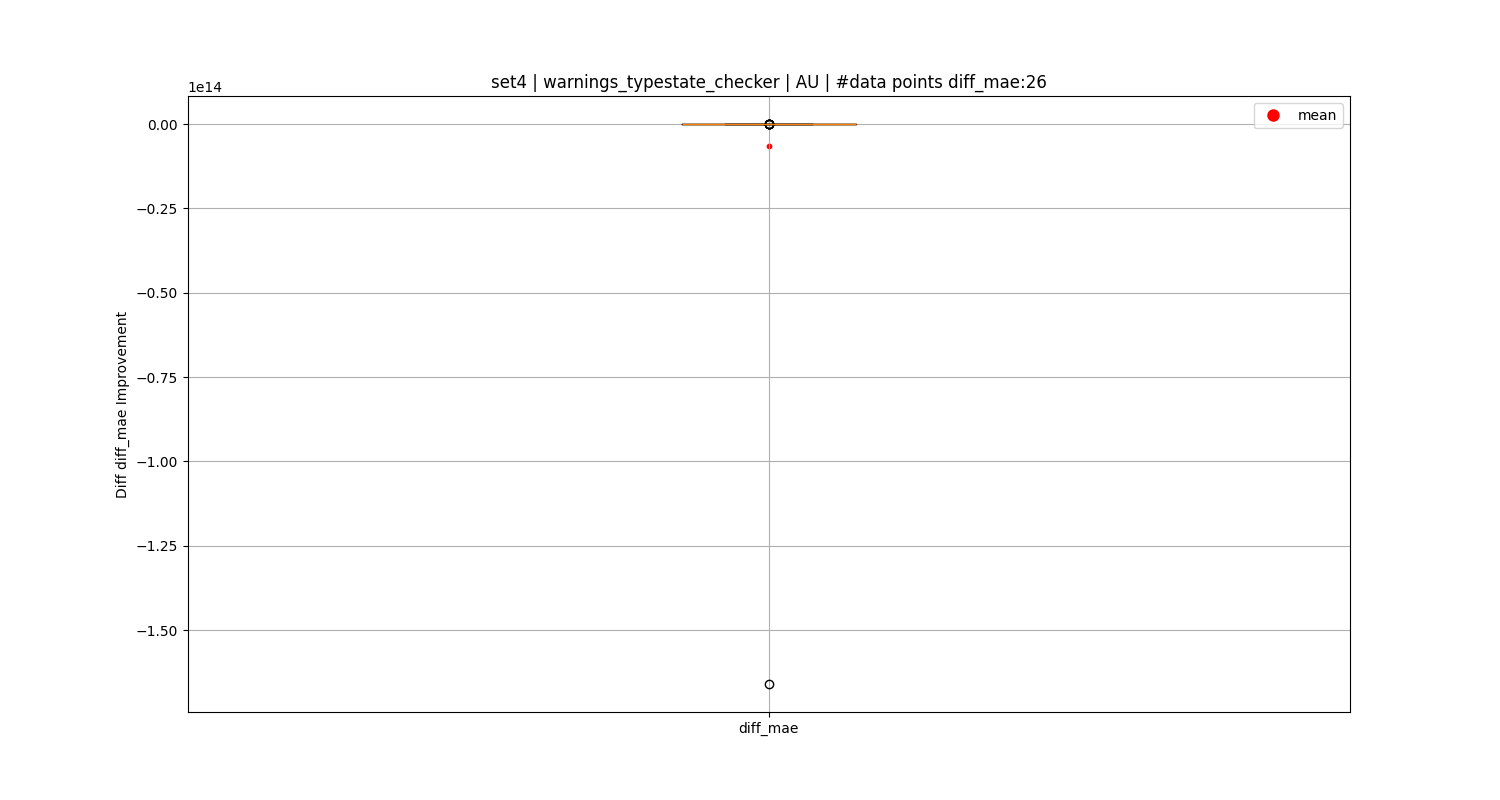 set4 | warnings_typestate_checker | AU | #data points diff_mae:26
1e14
mean
0.00
−0.25
−0.50
−0.75
−1.00
−1.25
−1.50
Diff diff_mae Improvement
diff_mae